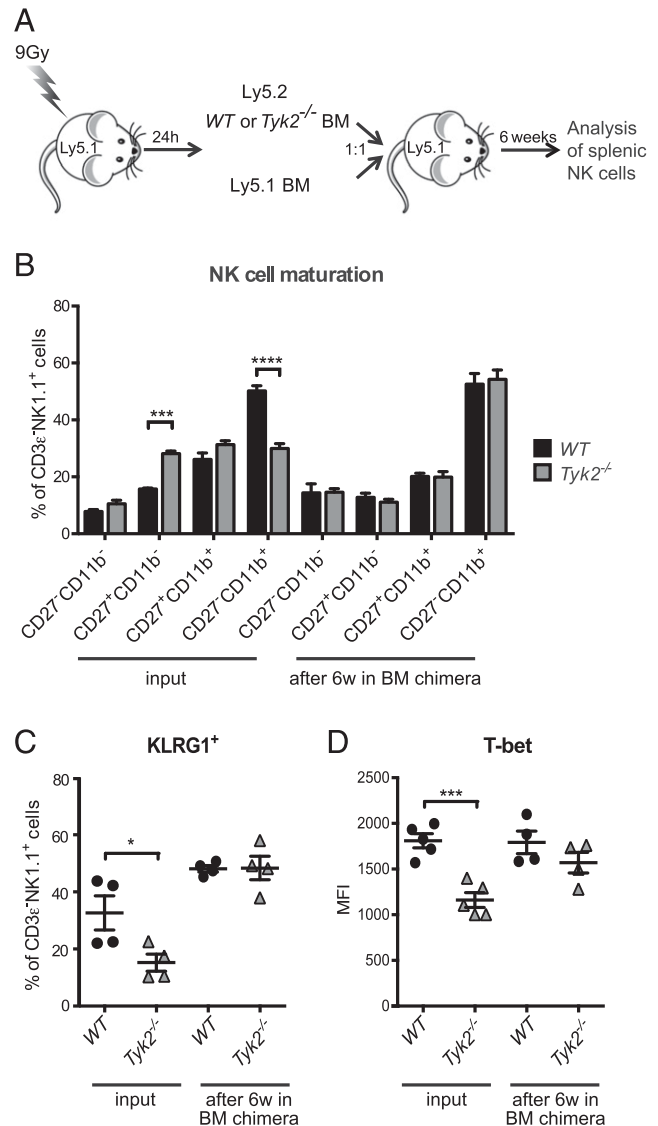 A
9Gy
Ly5.1
24h
Ly5.2
WT or Tyk2-/- BM
Ly5.1 BM
1:1
Ly5.1
6 weeks
Analysis
of splenic
NK cells
B
NK cell maturation
% of CD3ε-NK1.1+ cells
80
60
40
20
0
***
****
WT
Tyk2-/-
CD27-CD11b-
CD27+CD11b-
CD27+CD11b+
CD27-CD11b+
CD27-CD11b-
CD27+CD11b-
CD27+CD11b+
CD27-CD11b+
input
after 6w in BM chimera
C
KLRG1+
% of CD3ε-NK1.1+ cells
80
60
40
20
0
*
WT
Tyk2-/-
WT
Tyk2-/-
input
after 6w in
BM chimera
D
T-bet
MFI
2500
2000
1500
1000
500
0
***
WT
Tyk2-/-
WT
Tyk2-/-
input
after 6w in
BM chimera